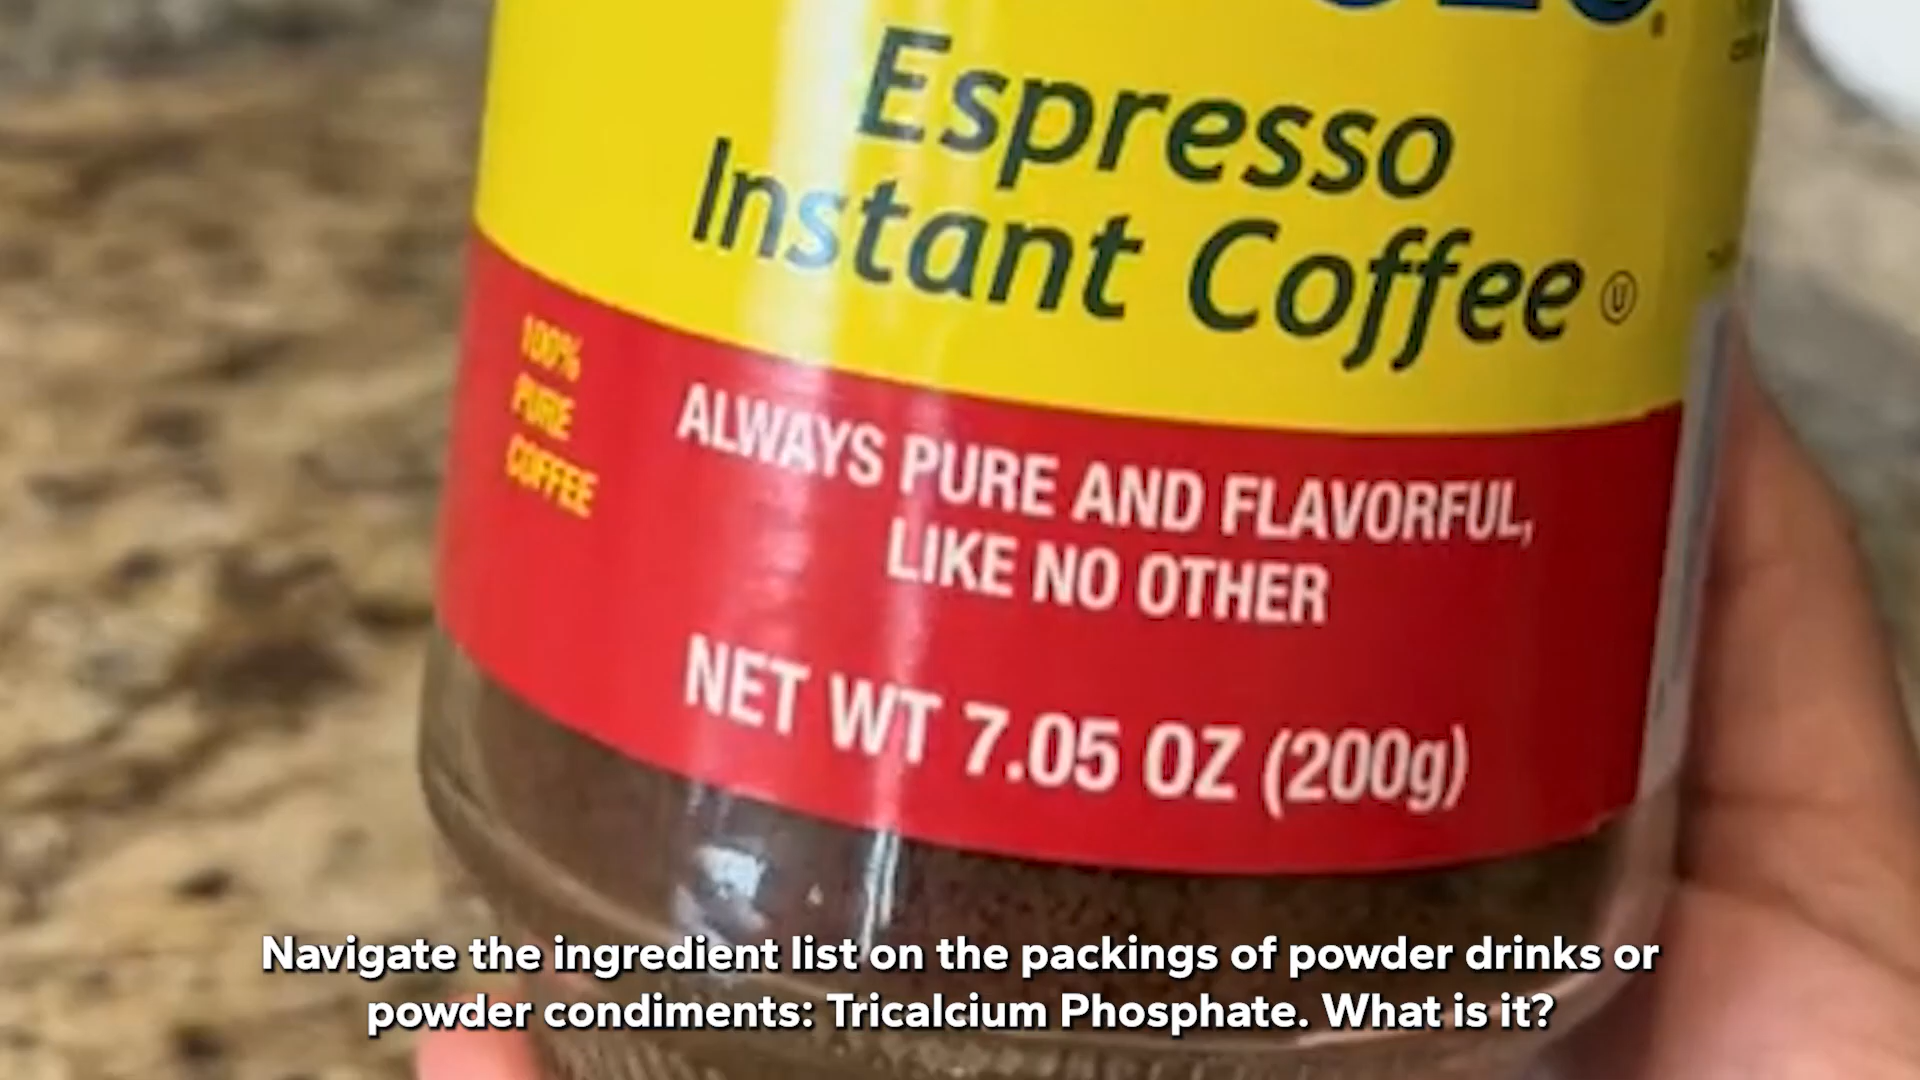 Espresso
Instant Coffee
U
100%
PURE
COFFEE
ALWAYS PURE AND FLAVORFUL,
LIKE NO OTHER
NET WT 7.05 OZ (200g)
Navigate the ingredient list on the packings of powder drinks or
powder condiments: Tricalcium Phosphate. What is it?